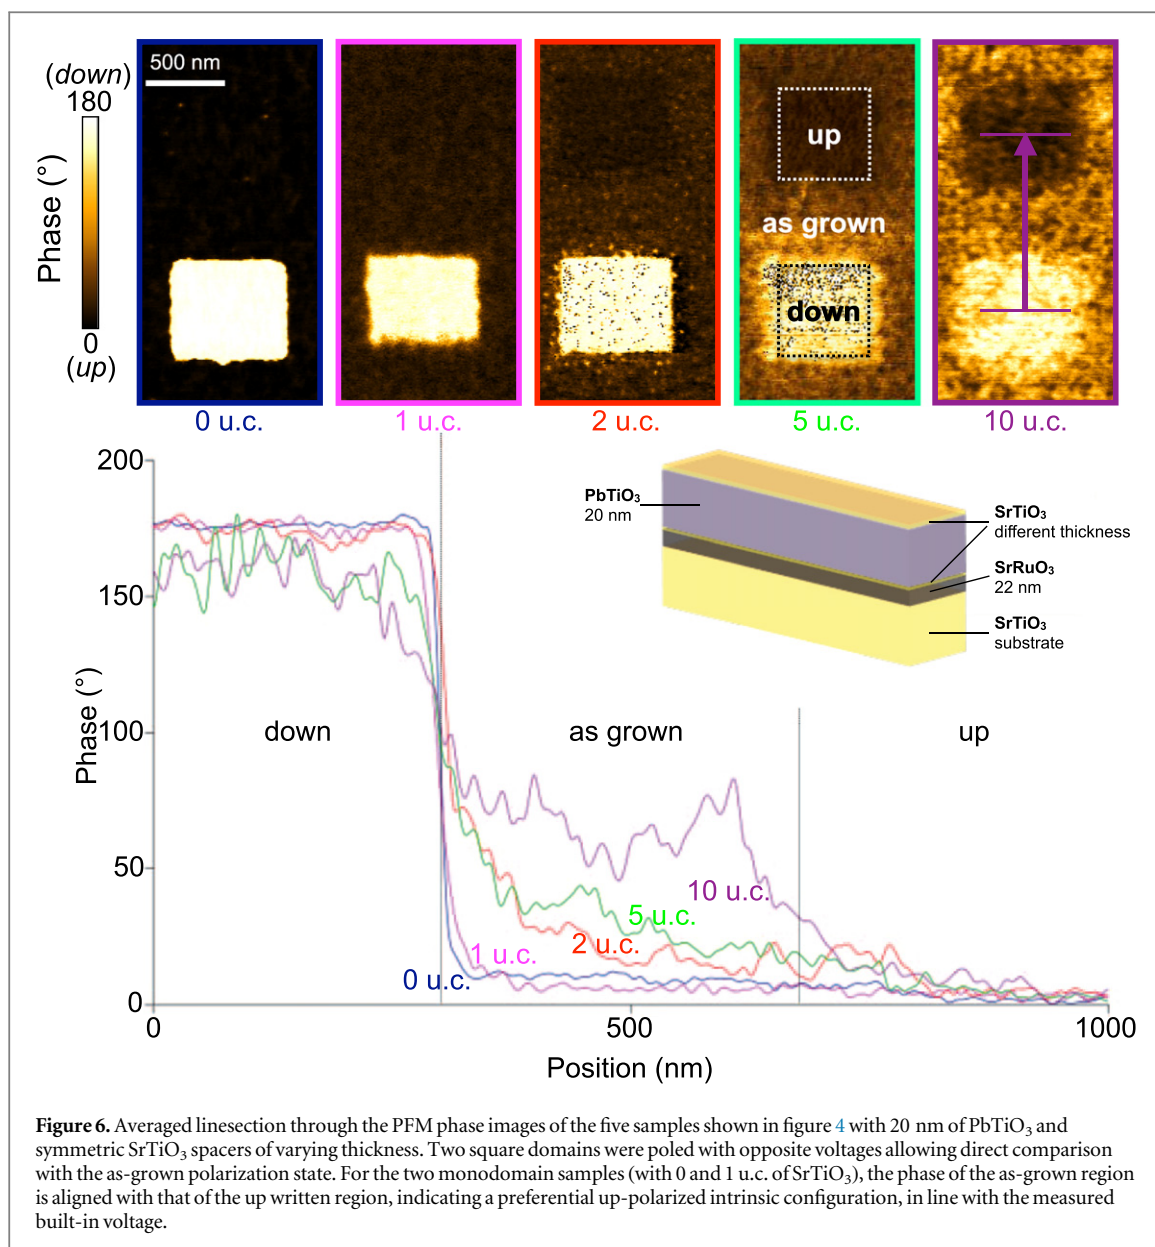 (down)
180
Phase (°)
0
(up)
500 nm
up
as grown
down
0 u.c.
1 u.c.
2 u.c.
5 u.c.
10 u.c.
200
150
100
50
0
Phase (°)
down
as grown
up
10 u.c.
5 u.c.
2 u.c.
1 u.c.
0 u.c.
0
500
1000
Position (nm)
PbTiO₃
20 nm
SrTiO₃
different thickness
SrRuO₃
22 nm
SrTiO₃
substrate
Figure 6. Averaged linesection through the PFM phase images of the five samples shown in figure 4 with 20 nm of PbTiO₃ and
symmetric SrTiO₃ spacers of varying thickness. Two square domains were poled with opposite voltages allowing direct comparison
with the as-grown polarization state. For the two monodomain samples (with 0 and 1 u.c. of SrTiO₃), the phase of the as-grown region
is aligned with that of the up written region, indicating a preferential up-polarized intrinsic configuration, in line with the measured
built-in voltage.